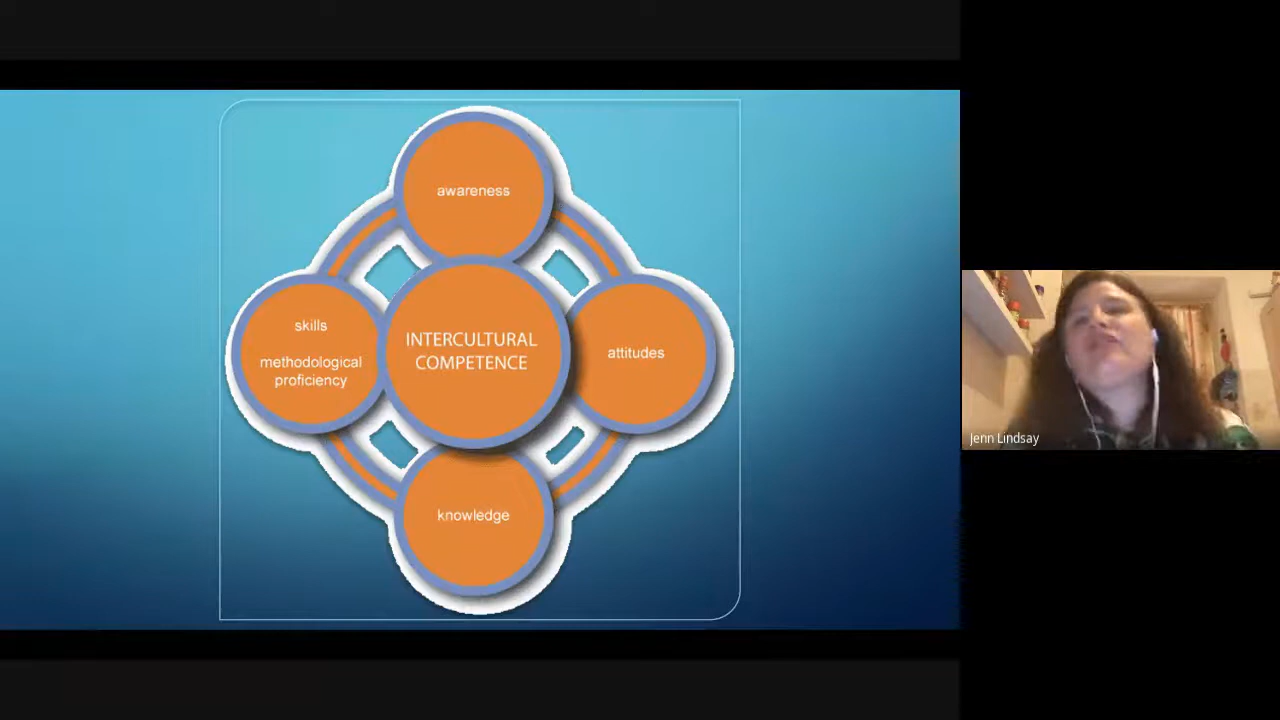 awareness
skills
methodological
proficiency
INTERCULTURAL
COMPETENCE
attitudes
knowledge
Jenn Lindsay